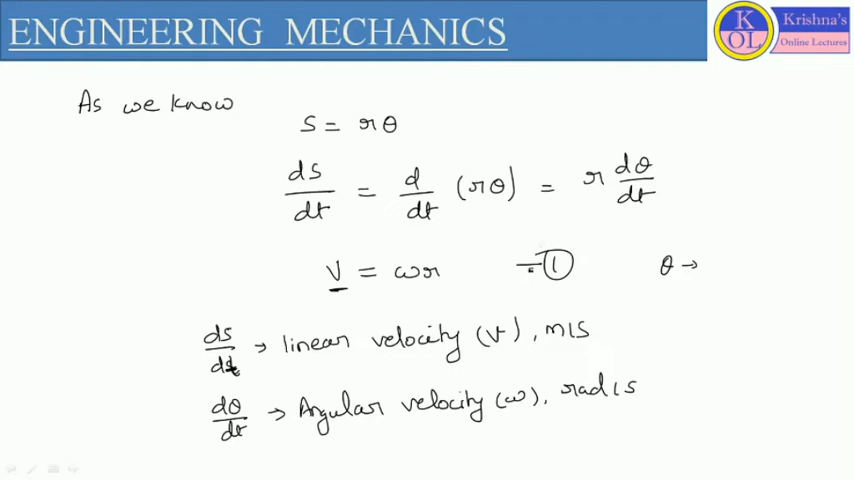 ENGINEERING MECHANICS
KOL
Krishna's
Online Lectures
As we know
s = rθ
ds/dt = d/dt (rθ) = r dθ/dt
V = ωr —① θ →
ds/dt → linear velocity (v), m/s
dθ/dt → Angular velocity (ω), rad/s